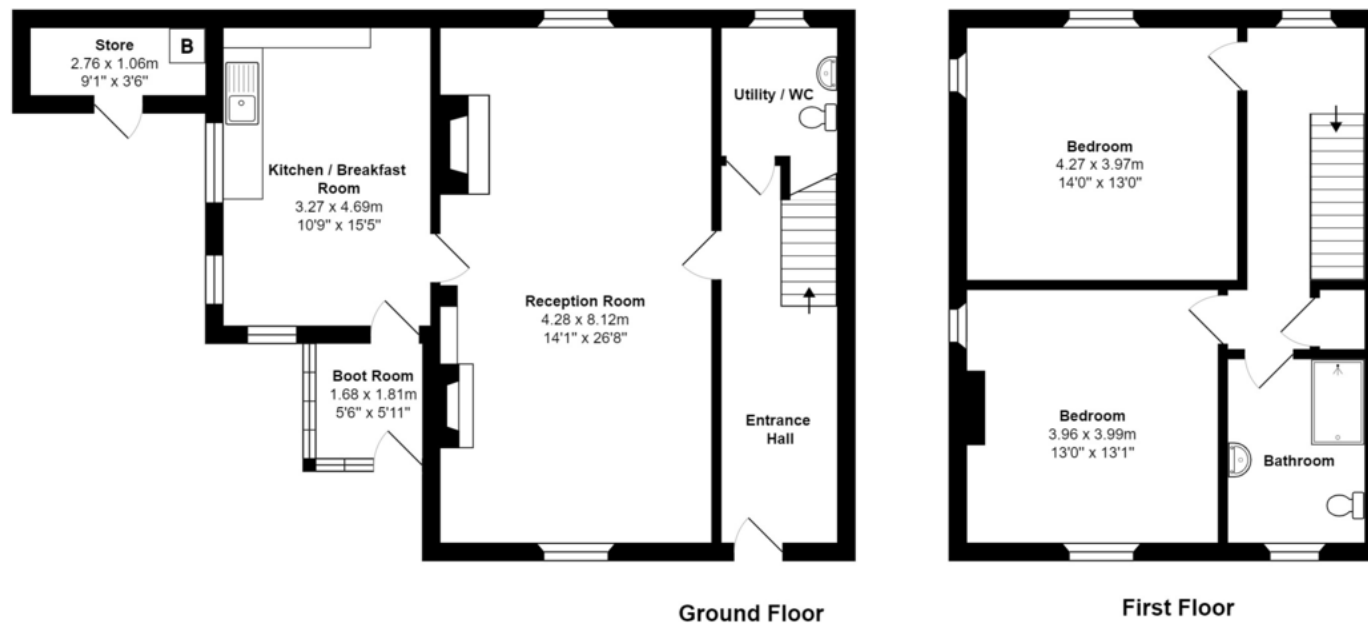 Store
2.76 x 1.06m
9'1" x 3'6"
B
Kitchen / Breakfast
Room
3.27 x 4.69m
10'9" x 15'5"
Boot Room
1.68 x 1.81m
5'6" x 5'11"
Reception Room
4.28 x 8.12m
14'1" x 26'8"
Utility / WC
Entrance
Hall
Ground Floor
Bedroom
4.27 x 3.97m
14'0" x 13'0"
Bedroom
3.96 x 3.99m
13'0" x 13'1"
Bathroom
First Floor